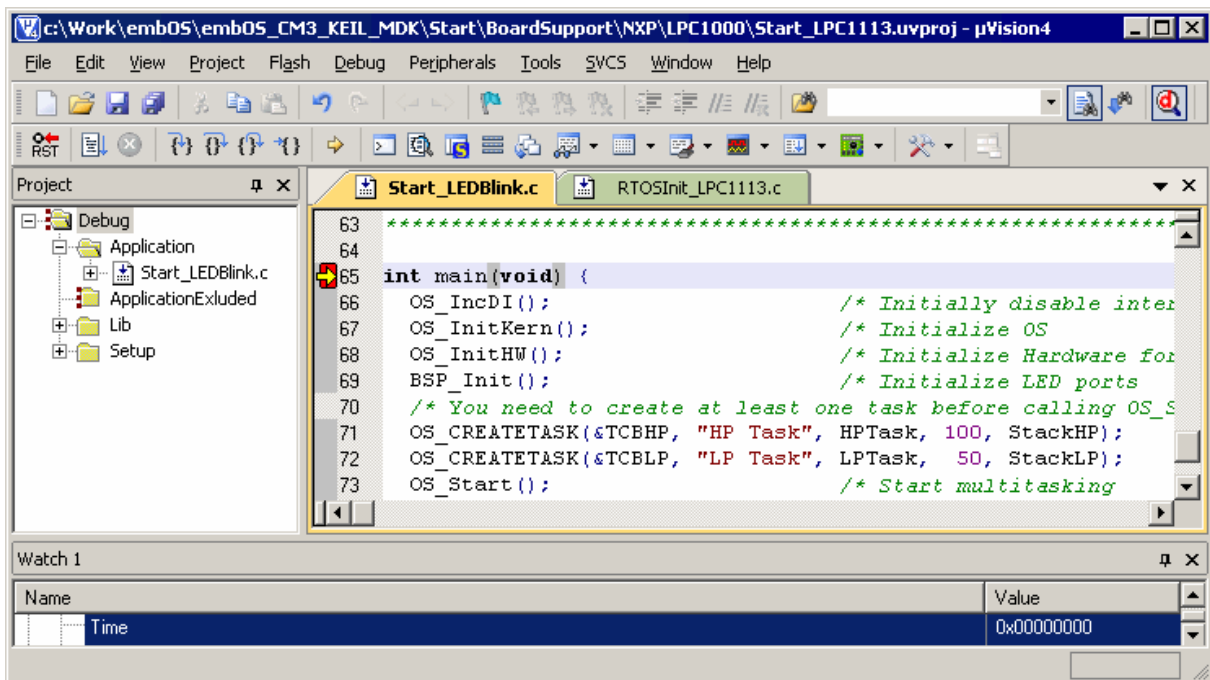 c:\Work\embOS\embOS_CM3_KEIL_MDK\Start\BoardSupport\NXP\LPC1000\Start_LPC1113.uvproj - µVision4
File Edit View Project Flash Debug Peripherals Tools SVCS Window Help
RST
Project
Start_LEDBlink.c RTOSInit_LPC1113.c
Debug
Application
Start_LEDBlink.c
ApplicationExluded
Lib
Setup
63 ************************************************************
64
65 int main(void) {
66 OS_IncDI(); /* Initially disable inter
67 OS_InitKern(); /* Initialize OS
68 OS_InitHW(); /* Initialize Hardware for
69 BSP_Init(); /* Initialize LED ports
70 /* You need to create at least one task before calling OS_S
71 OS_CREATETASK(&TCBHP, "HP Task", HPTask, 100, StackHP);
72 OS_CREATETASK(&TCBLP, "LP Task", LPTask, 50, StackLP);
73 OS_Start(); /* Start multitasking
Watch 1
Name Value
Time 0x00000000